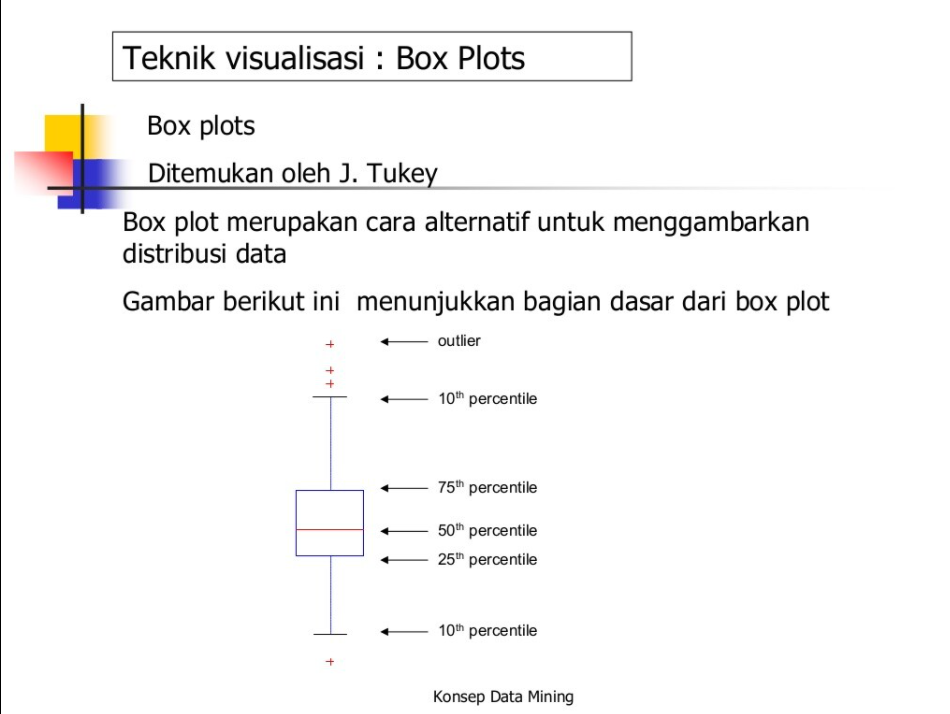 Teknik visualisasi : Box Plots
Box plots
Ditemukan oleh J. Tukey
Box plot merupakan cara alternatif untuk menggambarkan
distribusi data
Gambar berikut ini menunjukkan bagian dasar dari box plot
outlier
10th percentile
75th percentile
50th percentile
25th percentile
10th percentile
Konsep Data Mining